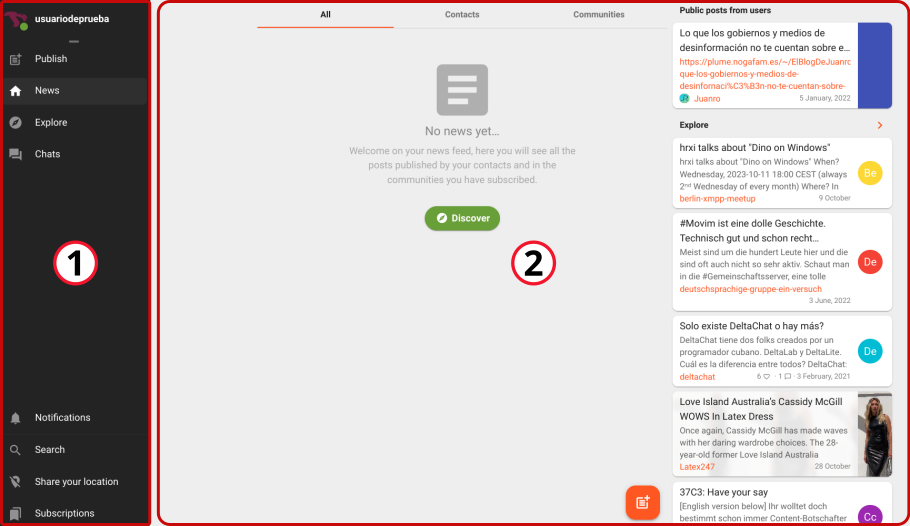 usuariodeprueba
Publish
News
Explore
Chats
1
Notifications
Search
Share your location
Subscriptions
All
Contacts
Communities
No news yet...
Welcome on your news feed, here you will see all the
posts published by your contacts and in the
communities you have subscribed.
Discover
2
Public posts from users
Lo que los gobiernos y medios de
desinformación no te cuentan sobre e...
https://plume.nogafam.es/~/ElBlogDeJuanro
que-los-gobiernos-y-medios-de-
desinformaci%C3%B3n-no-te-cuentan-sobre-
Juanro
5 January, 2022
Explore
hrxi talks about "Dino on Windows"
hrxi talks about "Dino on Windows" When?
Wednesday, 2023-10-11 18:00 CEST (always
2ⁿᵈ Wednesday of every month) Where? In
berlin-xmpp-meetup
9 October
Be
#Movim ist eine dolle Geschichte.
Technisch gut und schon recht...
Meist sind um die hundert Leute hier und die
sind oft auch nicht so sehr aktiv. Schaut man
in die #Gemeinschaftsserver, eine tolle
deutschsprachige-gruppe-ein-versuch
3 June, 2022
De
Solo existe DeltaChat o hay más?
DeltaChat tiene dos folks creados por un
programador cubano. DeltaLab y DeltaLite.
Cuál es la diferencia entre todos? DeltaChat:
deltachat
6 · 1 · 3 February, 2021
De
Love Island Australia's Cassidy McGill
WOWS In Latex Dress
Once again, Cassidy McGill has made waves
with her daring wardrobe choices. The 28-
year-old former Love Island Australia
Latex247
28 October
37C3: Have your say
[English version below] Ihr wolltet doch
bestimmt schon immer Content-Botschafter
Cc